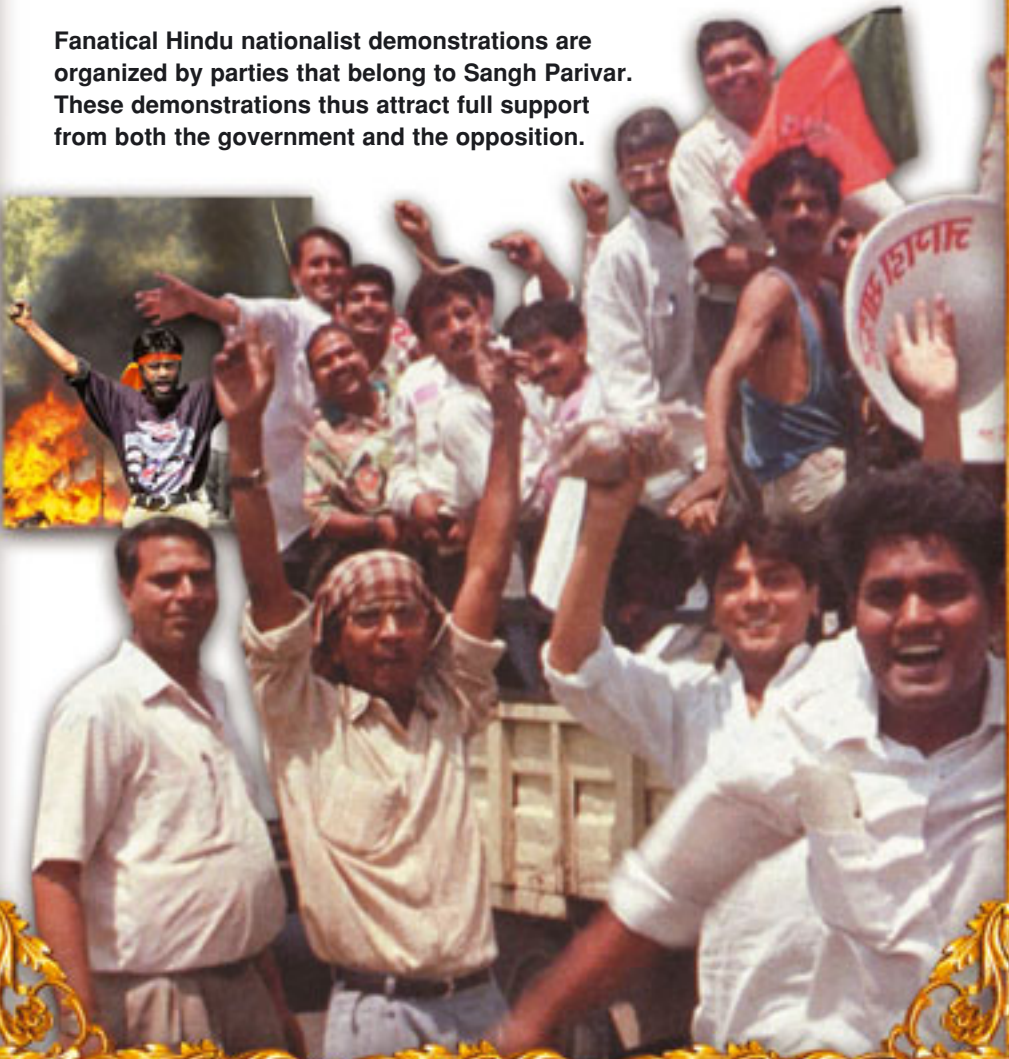 Fanatical Hindu nationalist demonstrations are
organized by parties that belong to Sangh Parivar.
These demonstrations thus attract full support
from both the government and the opposition.